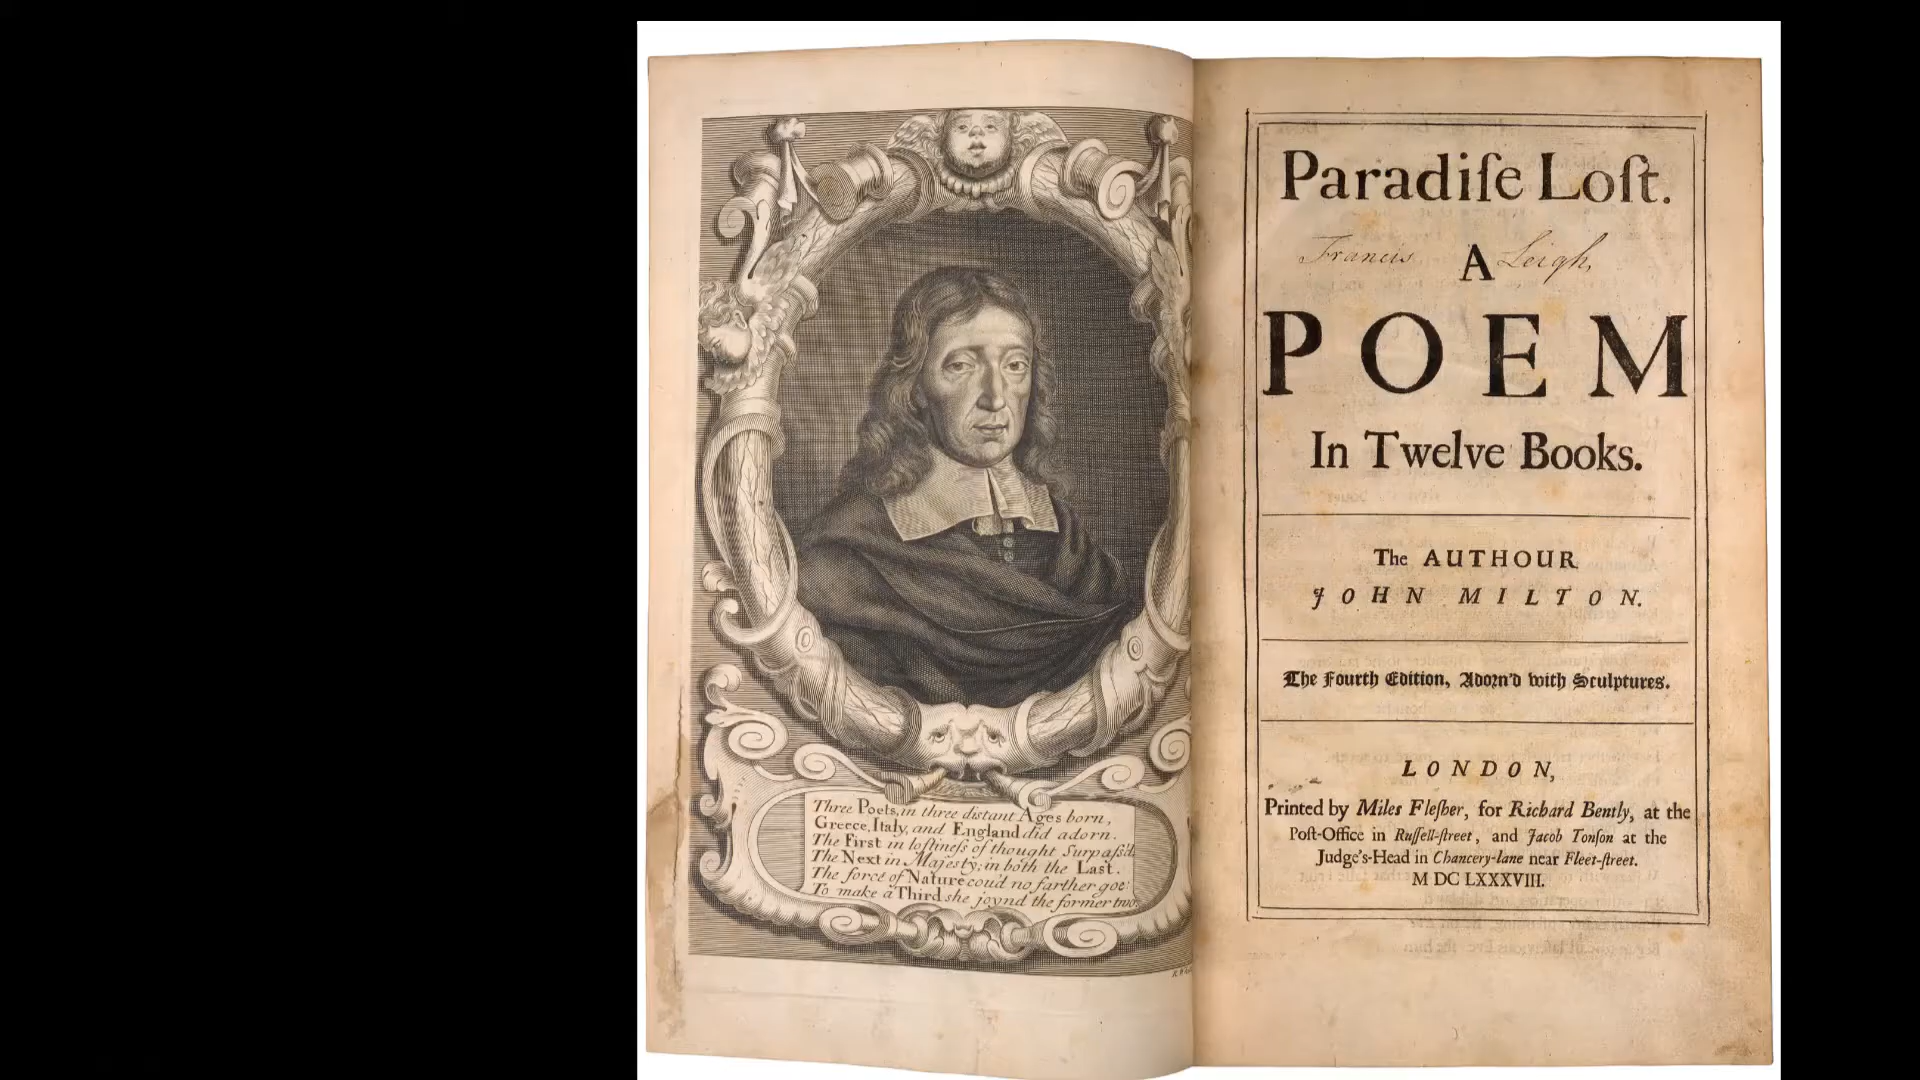 Three Poets, in three distant Ages born,
Greece, Italy, and England did adorn.
The First in loftiness of thought Surpass'd;
The Next in Majesty; in both the Last.
The force of Nature cou'd no farther goe:
To make a Third she joynd the former two.
Paradiſe Loſt.
Francis A Leigh
POEM
In Twelve Books.
The AUTHOUR
JOHN MILTON.
The Fourth Edition, Adorn'd with Sculptures.
LONDON,
Printed by Miles Fleſher, for Richard Bently, at the
Poſt-Office in Ruſſell-ſtreet, and Jacob Tonſon at the
Judge's-Head in Chancery-lane near Fleet-ſtreet.
M DC LXXXVIII.